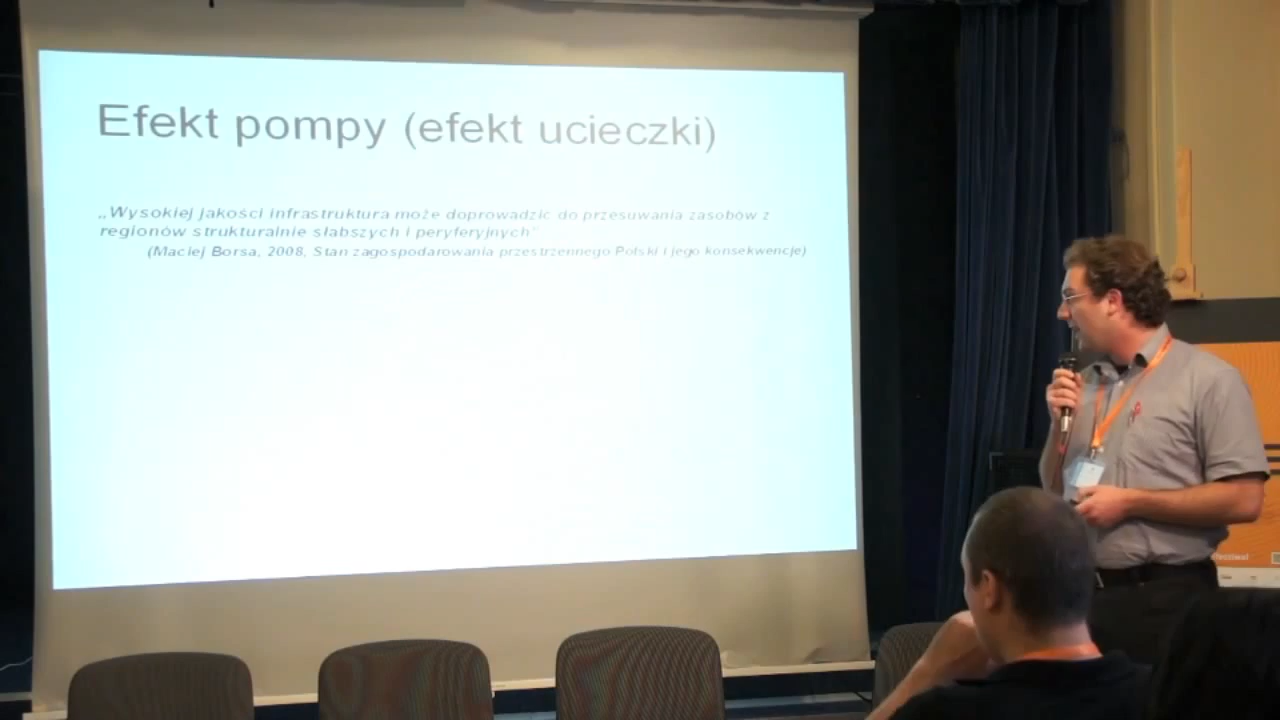 Efekt pompy (efekt ucieczki)
„Wysokiej jakości infrastruktura może doprowadzić do przesuwania zasobów z
regionów strukturalnie słabszych i peryferyjnych”
(Maciej Borsa, 2008, Stan zagospodarowania przestrzennego Polski i jego konsekwencje)